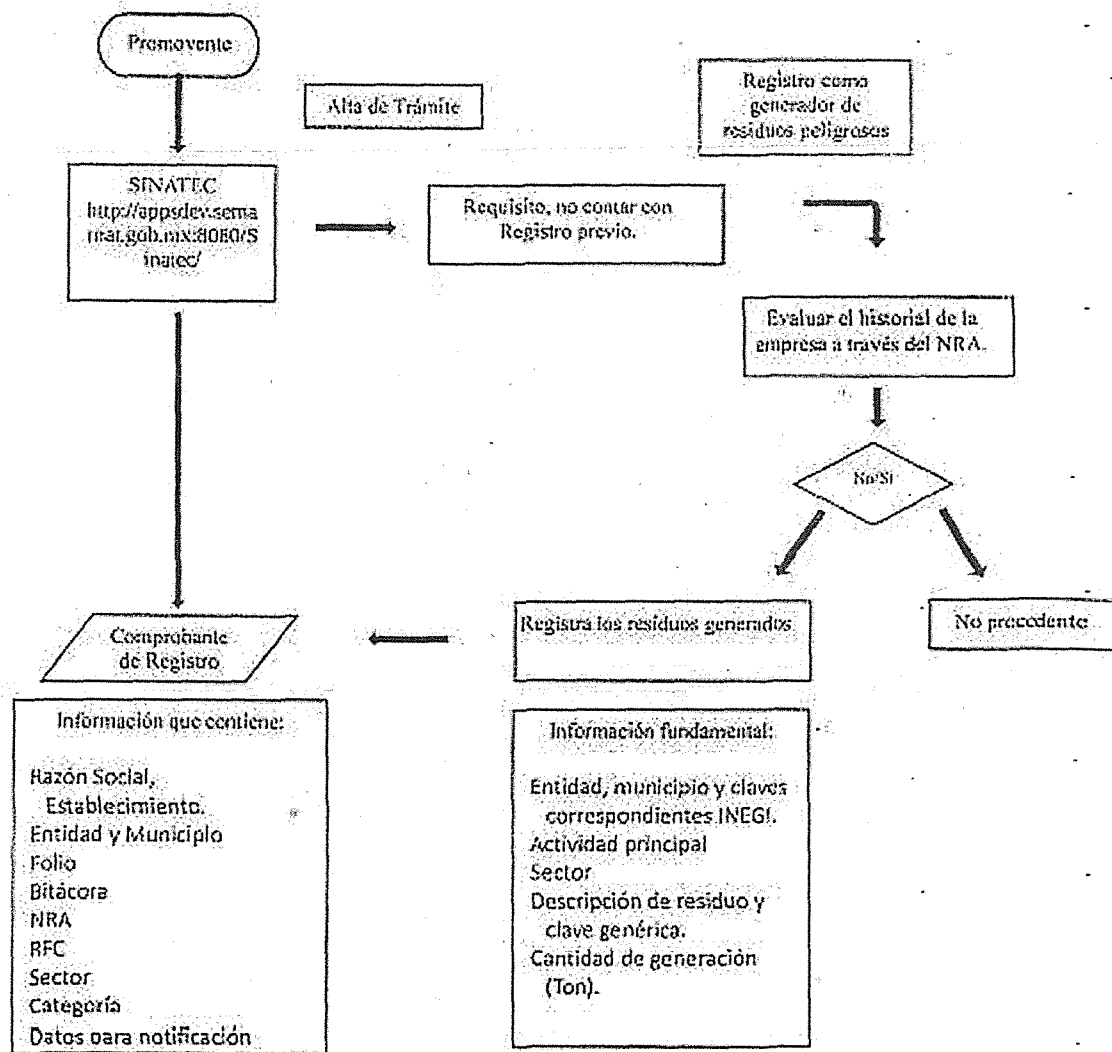 Promovente
Alta de Trámite
Registro como
generador de
residuos peligrosos
SINATEC
http://appsdev.sema
rnat.gob.mx:8080/S
inatec/
Requisito, no contar con
Registro previo.
Evaluar el historial de la
empresa a través del NRA.
No/Si
Comprobante
de Registro
Registra los residuos generados
No procedente
Información que contiene:
Razón Social,
Establecimiento.
Entidad y Municipio
Folio
Bitácora
NRA
RFC
Sector
Categoría
Datos para notificación
Información fundamental:
Entidad, municipio y claves
correspondientes INEGI.
Actividad principal
Sector
Descripción de residuo y
clave genérica.
Cantidad de generación
(Ton).